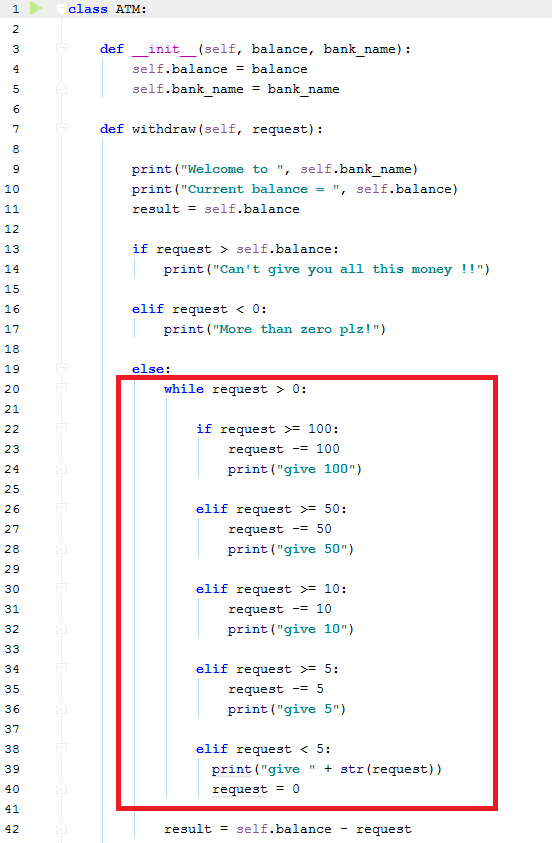 1 class ATM:
2
3 def __init__(self, balance, bank_name):
4 self.balance = balance
5 self.bank_name = bank_name
6
7 def withdraw(self, request):
8
9 print("Welcome to ", self.bank_name)
10 print("Current balance = ", self.balance)
11 result = self.balance
12
13 if request > self.balance:
14 print("Can't give you all this money !!")
15
16 elif request < 0:
17 print("More than zero plz!")
18
19 else:
20 while request > 0:
21
22 if request >= 100:
23 request -= 100
24 print("give 100")
25
26 elif request >= 50:
27 request -= 50
28 print("give 50")
29
30 elif request >= 10:
31 request -= 10
32 print("give 10")
33
34 elif request >= 5:
35 request -= 5
36 print("give 5")
37
38 elif request < 5:
39 print("give " + str(request))
40 request = 0
41
42 result = self.balance - request